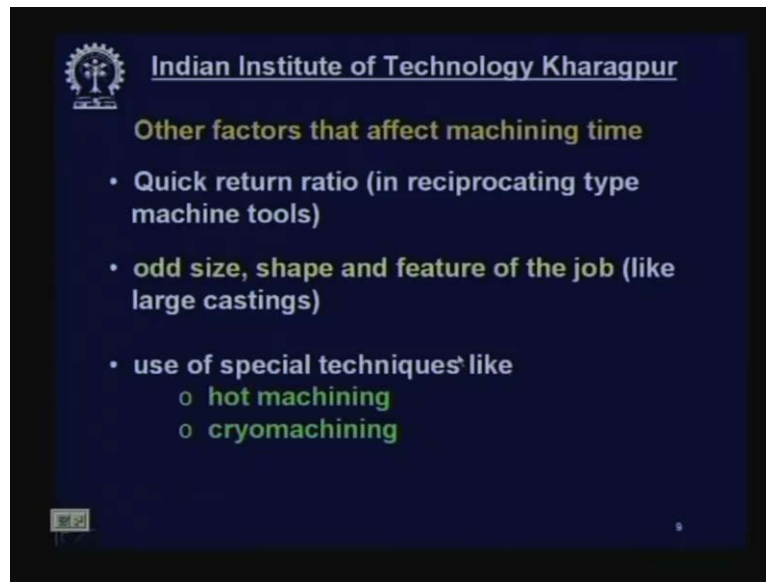 Indian Institute of Technology Kharagpur
Other factors that affect machining time
• Quick return ratio (in reciprocating type
machine tools)
• odd size, shape and feature of the job (like
large castings)
• use of special techniques like
o hot machining
o cryomachining
9